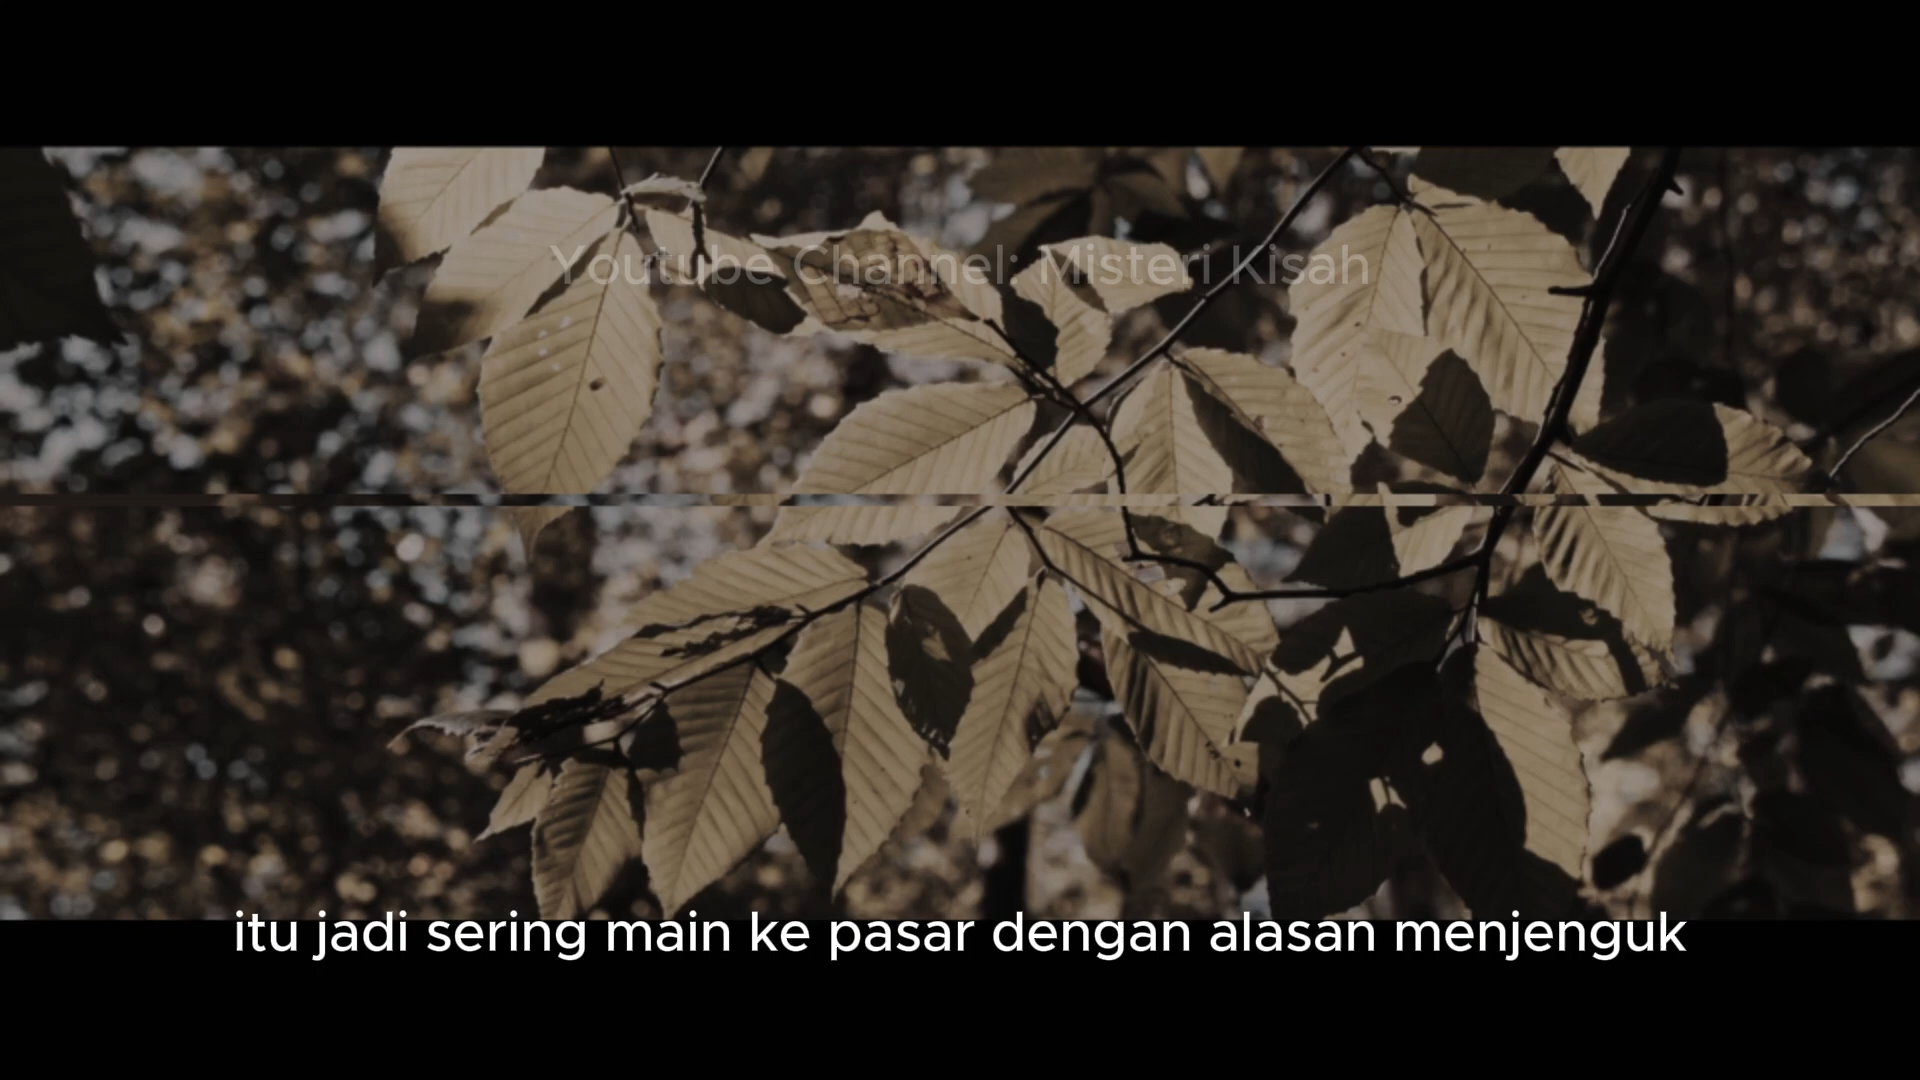 Youtube Channel: Misteri Kisah
itu jadi sering main ke pasar dengan alasan menjenguk